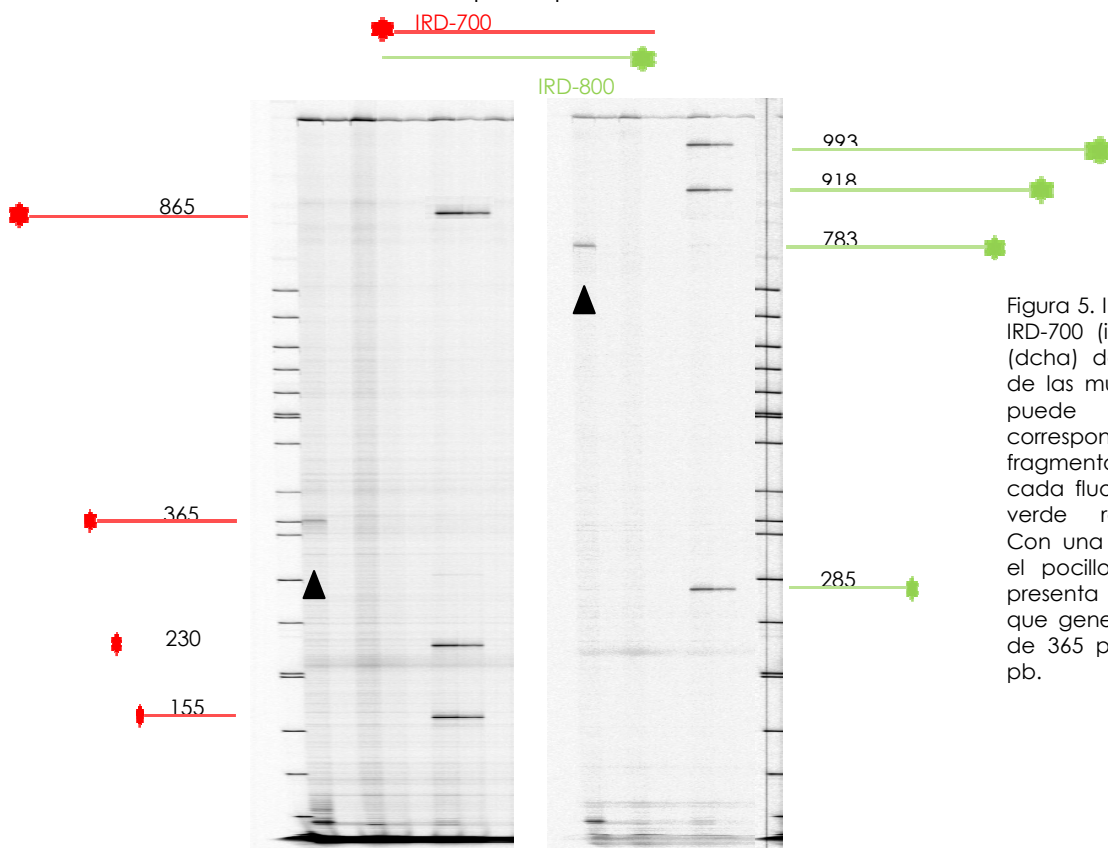 IRD-700
IRD-800
865
365
230
155
993
918
783
285
Figura 5. I
IRD-700 (i
(dcha) d
de las mu
puede
correspon
fragmento
cada fluo
verde r
Con una
el pocillo
presenta
que gene
de 365 p
pb.